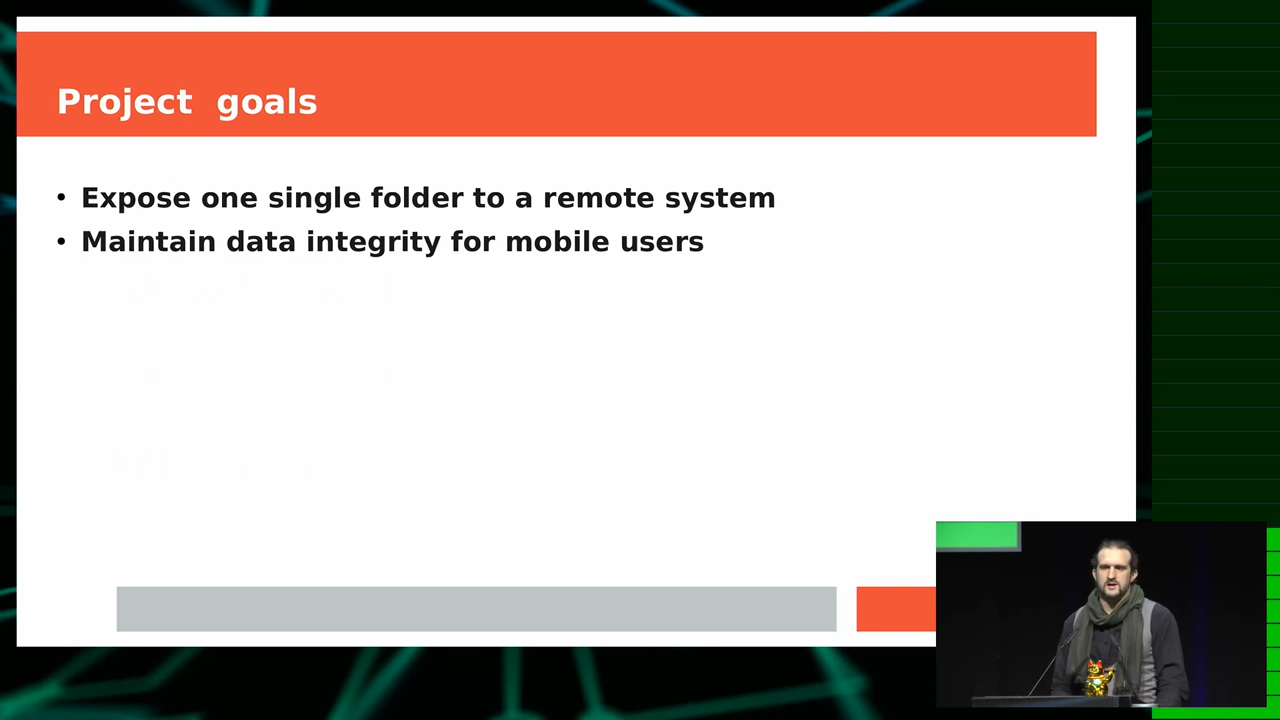 Project goals
• Expose one single folder to a remote system
• Maintain data integrity for mobile users